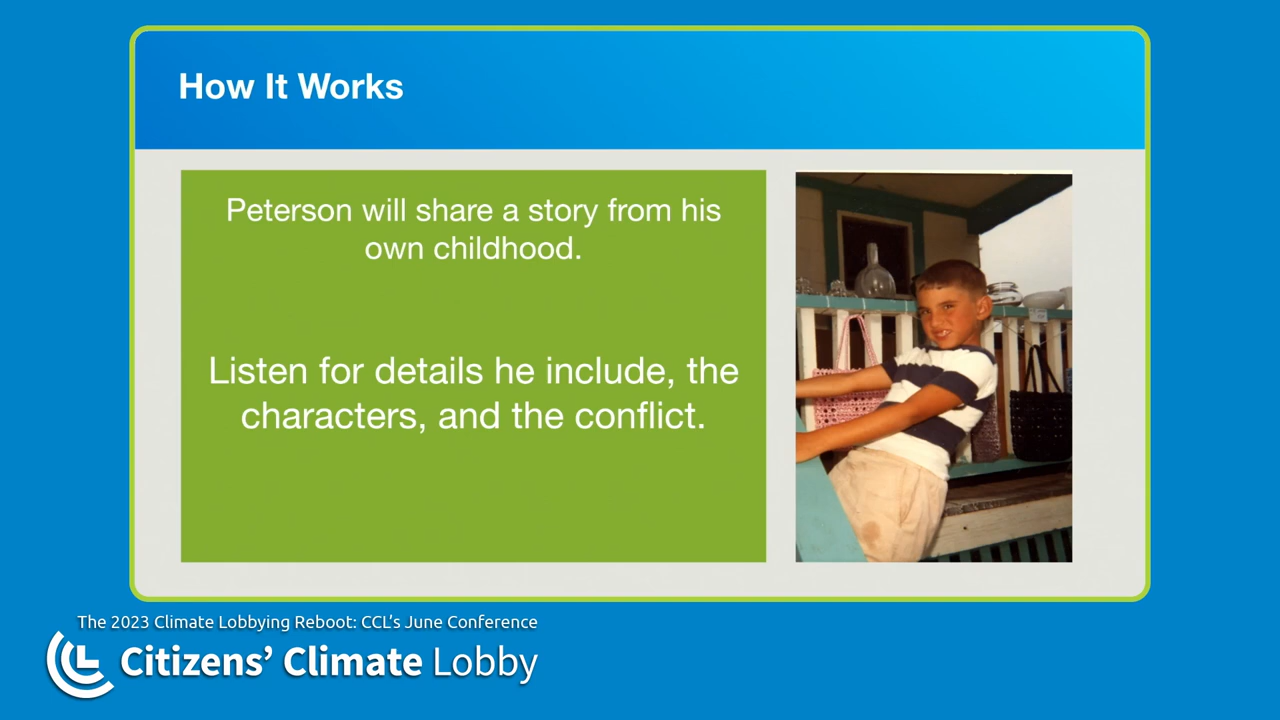 How It Works
Peterson will share a story from his
own childhood.
Listen for details he include, the
characters, and the conflict.
The 2023 Climate Lobbying Reboot: CCL's June Conference
Citizens' Climate Lobby